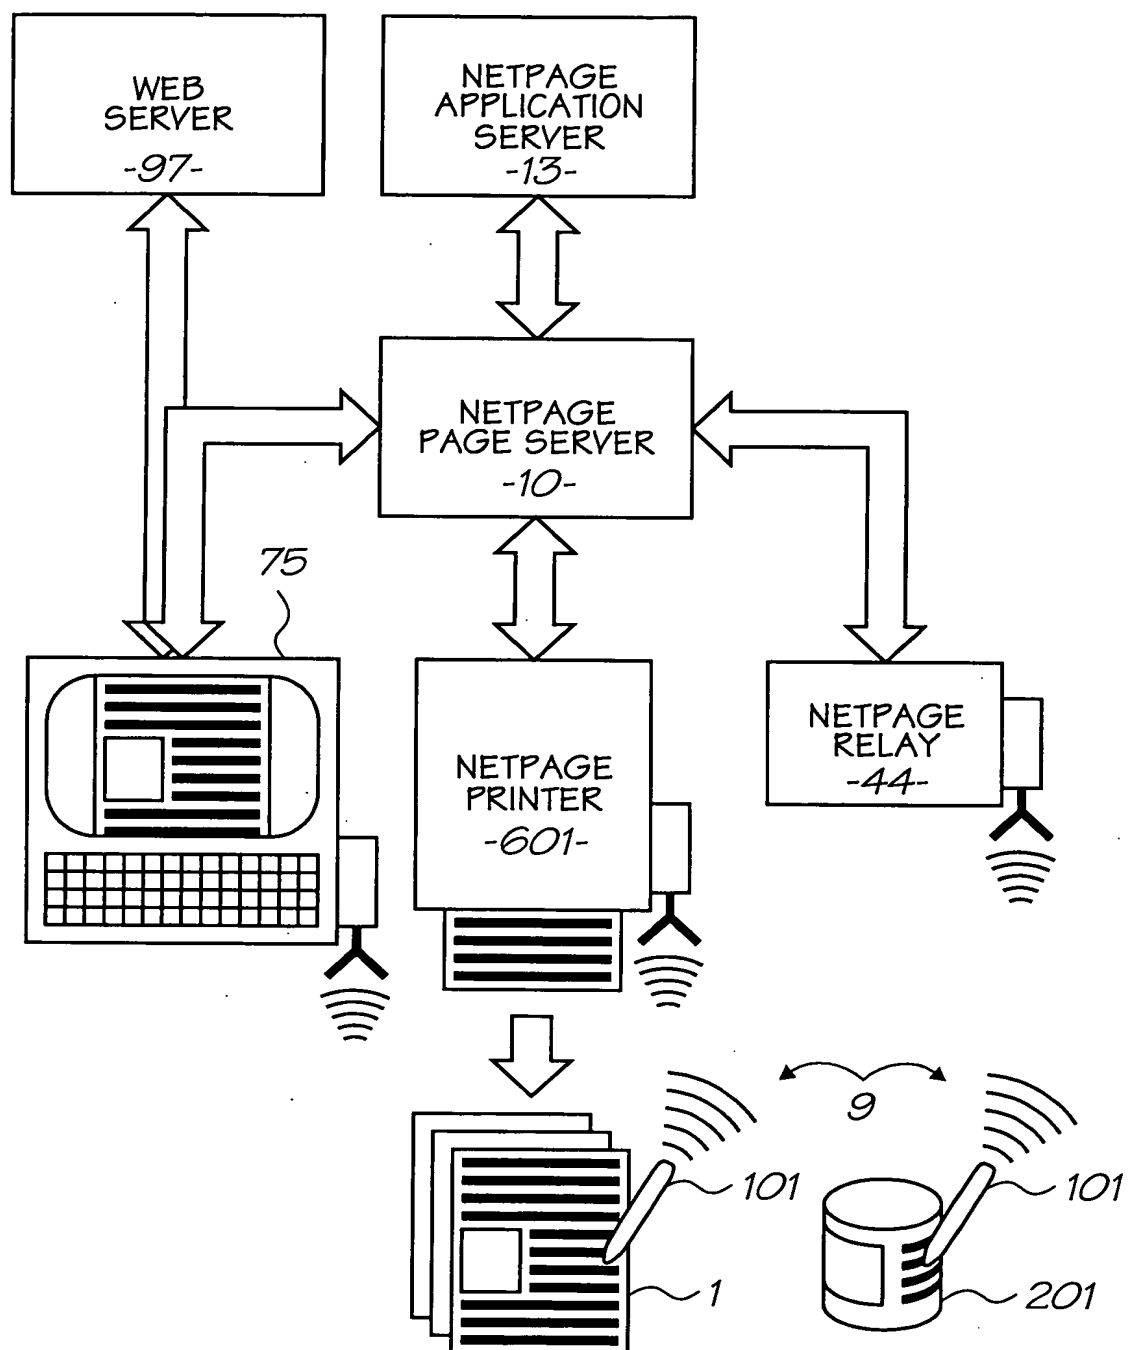 WEB
SERVER
-97-
NETPAGE
APPLICATION
SERVER
-13-
NETPAGE
PAGE SERVER
-10-
75
NETPAGE
RELAY
-44-
NETPAGE
PRINTER
-601-
9
101
101
1
201